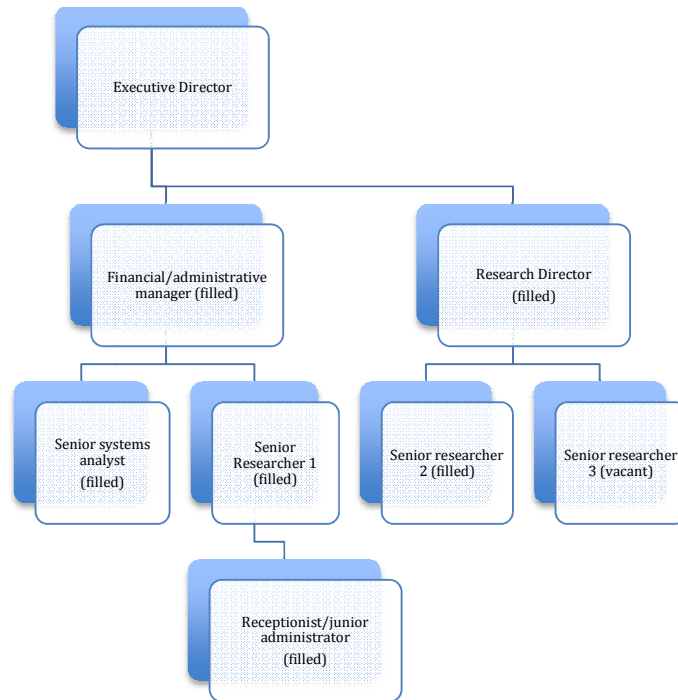 Executive Director
Financial/administrative
manager (filled)
Research Director
(filled)
Senior systems
analyst
(filled)
Senior
Researcher 1
(filled)
Senior researcher
2 (filled)
Senior researcher
3 (vacant)
Receptionist/junior
administrator
(filled)